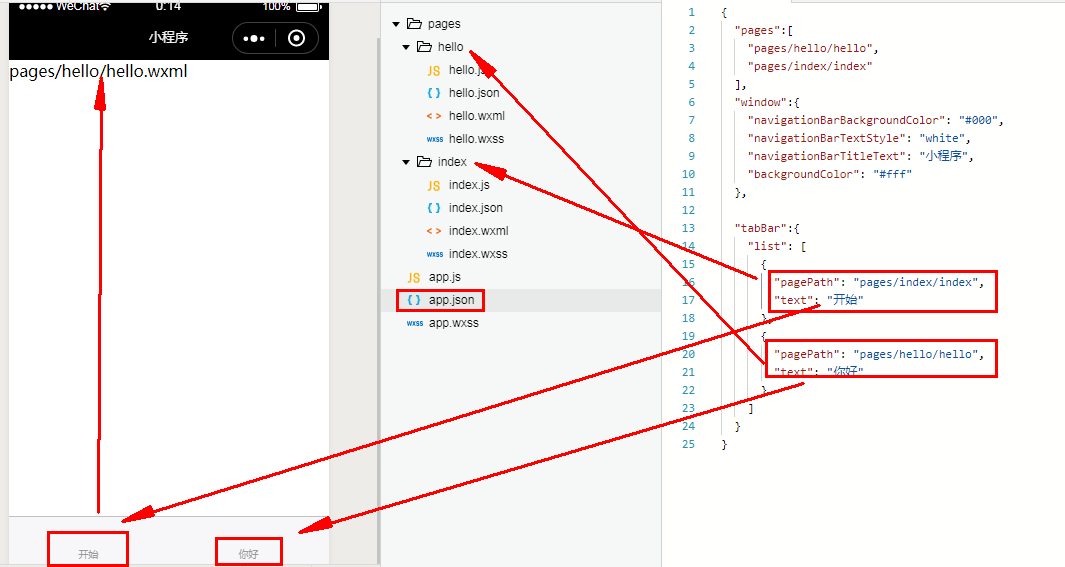 ●●●●● WeChat 0:14 100%
小程序
pages/hello/hello.wxml
开始
你好
pages
hello
JS hello.js
{ } hello.json
< > hello.wxml
wxss hello.wxss
index
JS index.js
{ } index.json
< > index.wxml
wxss index.wxss
JS app.js
{ } app.json
wxss app.wxss
1 {
2 "pages":[
3 "pages/hello/hello",
4 "pages/index/index"
5 ],
6 "window":{
7 "navigationBarBackgroundColor": "#000",
8 "navigationBarTextStyle": "white",
9 "navigationBarTitleText": "小程序",
10 "backgroundColor": "#fff"
11 },
12
13 "tabBar":{
14 "list": [
15 {
16 "pagePath": "pages/index/index",
17 "text": "开始"
18 },
19 {
20 "pagePath": "pages/hello/hello",
21 "text": "你好"
22 }
23 ]
24 }
25 }